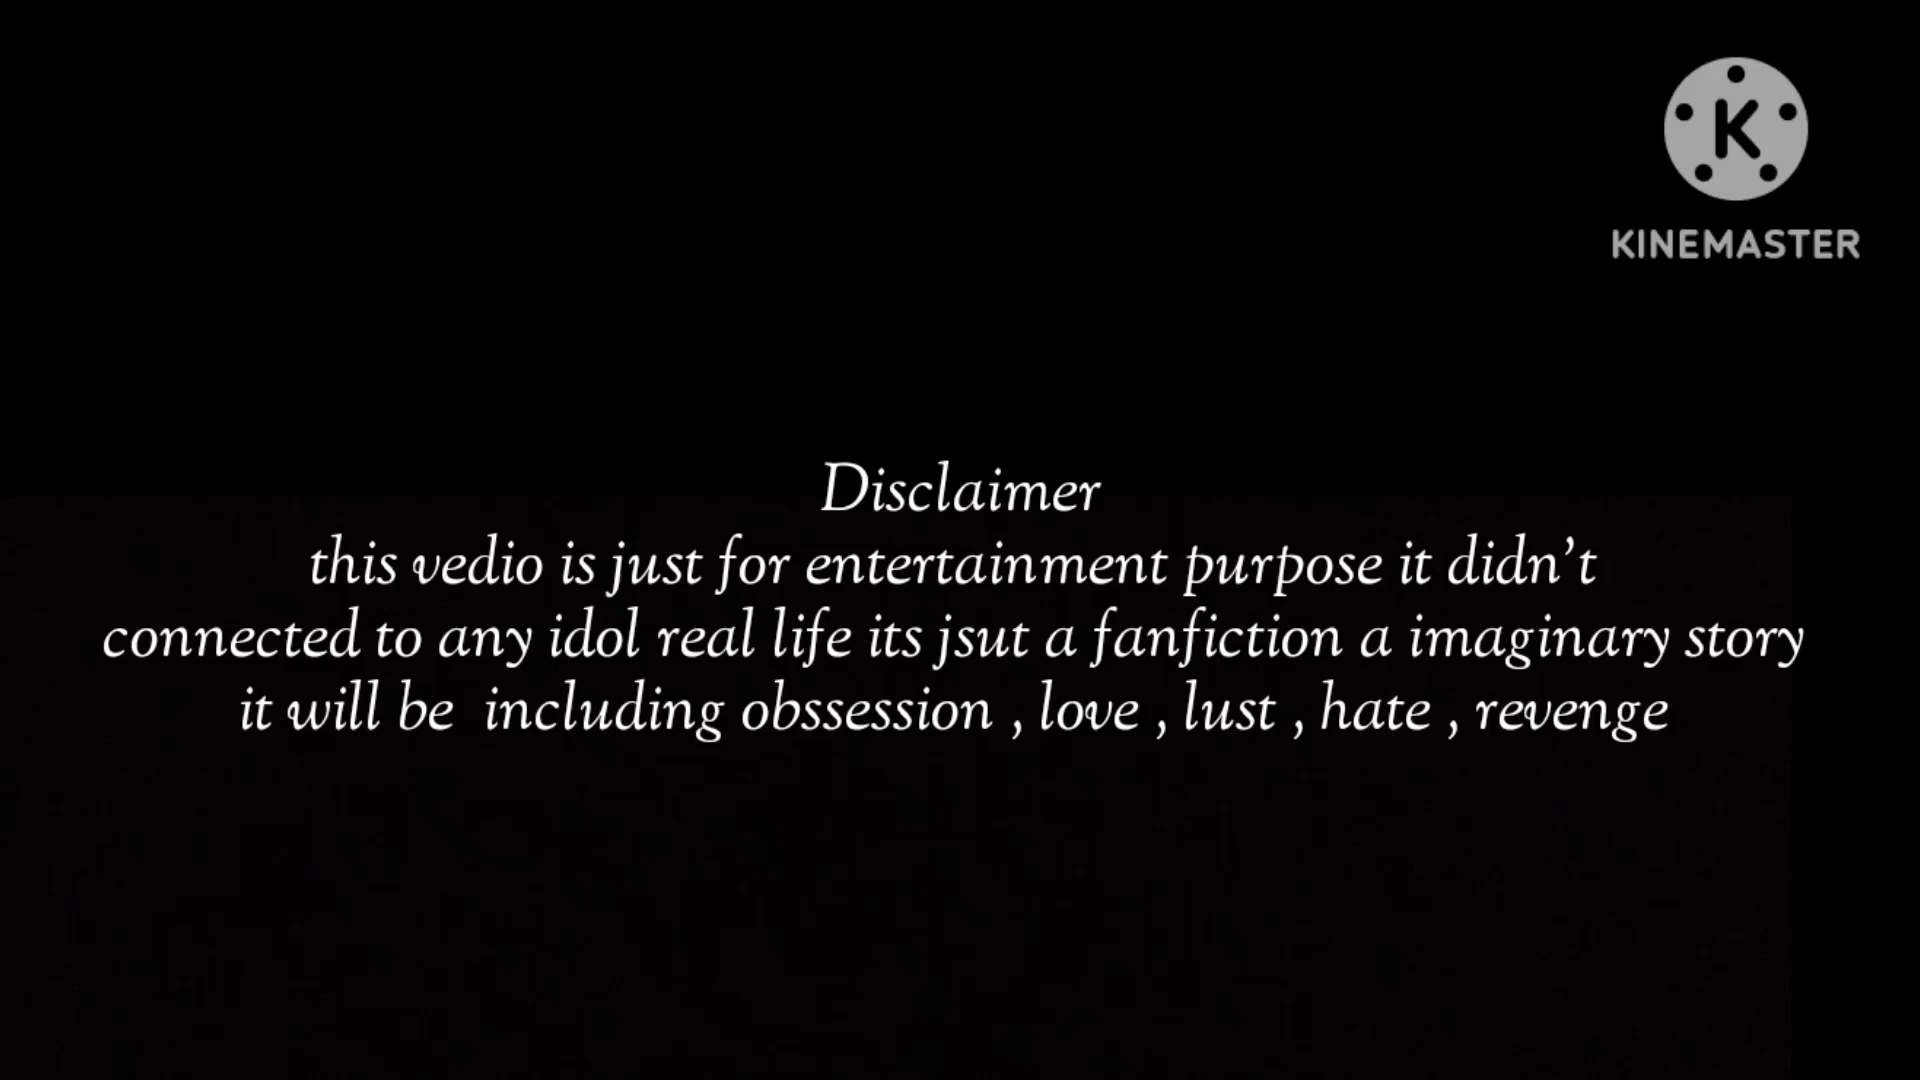 K
KINEMASTER
Disclaimer
this vedio is just for entertainment purpose it didn't
connected to any idol real life its jsut a fanfiction a imaginary story
it will be  including obssession , love , lust , hate , revenge